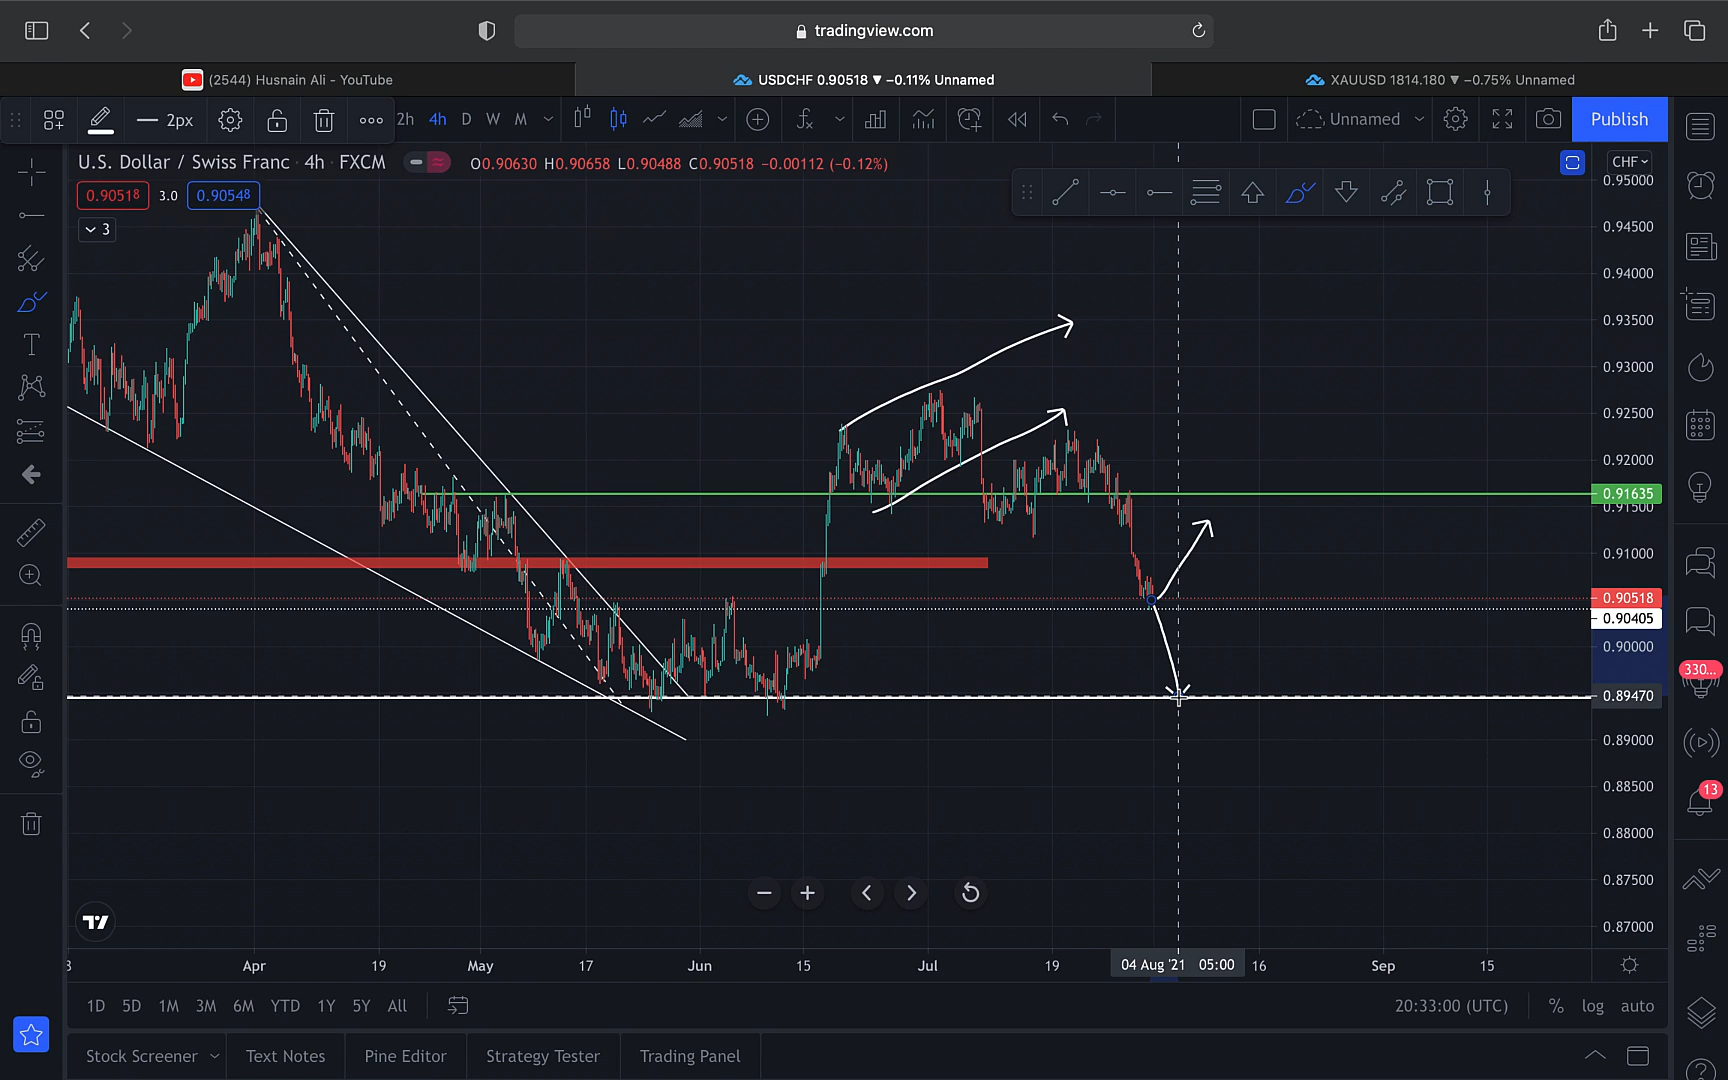 tradingview.com
(2544) Husnain Ali - YouTube
USDCHF 0.90518 ▼ −0.11% Unnamed
XAUUSD 1814.180 ▼ −0.75% Unnamed
2px
2h
4h
D
W
M
Unnamed
Publish
U.S. Dollar / Swiss Franc · 4h · FXCM
O0.90630 H0.90658 L0.90488 C0.90518 −0.00112 (−0.12%)
CHF
0.90518
3.0
0.90548
3
0.95000
0.94500
0.94000
0.93500
0.93000
0.92500
0.92000
0.91635
0.91500
0.91000
0.90518
0.90405
0.90000
0.89470
0.89000
0.88500
0.88000
0.87500
0.87000
330...
13
3
Apr
19
May
17
Jun
15
Jul
19
04 Aug '21 05:00
16
Sep
15
1D
5D
1M
3M
6M
YTD
1Y
5Y
All
20:33:00 (UTC)
%
log
auto
Stock Screener
Text Notes
Pine Editor
Strategy Tester
Trading Panel